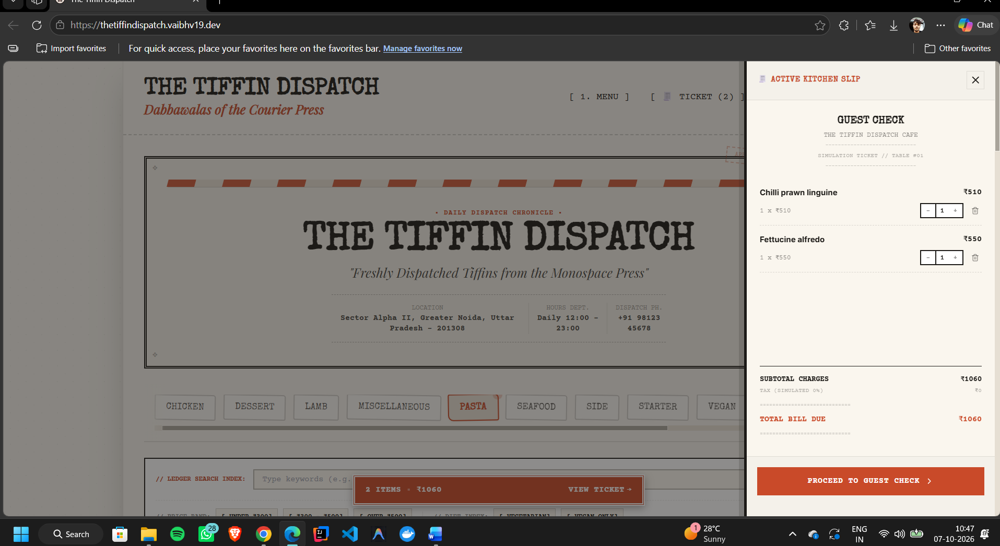 The Tiffin Dispatch
https://thetiffindispatch.vaibhv19.dev
Chat
Import favorites
For quick access, place your favorites here on the favorites bar. Manage favorites now
Other favorites
THE TIFFIN DISPATCH
Dabbawalas of the Courier Press
[ 1. MENU ]
[ TICKET (2) ]
• DAILY DISPATCH CHRONICLE •
THE TIFFIN DISPATCH
"Freshly Dispatched Tiffins from the Monospace Press"
LOCATION
Sector Alpha II, Greater Noida, Uttar
Pradesh - 201308
HOURS DEPT.
Daily 12:00 -
23:00
DISPATCH PH.
+91 98123
45678
CHICKEN
DESSERT
LAMB
MISCELLANEOUS
PASTA
SEAFOOD
SIDE
STARTER
VEGAN
// LEDGER SEARCH INDEX:
Type keywords (e.g.
2 ITEMS • ₹1060
VIEW TICKET →
// PRICE BAND:
[ UNDER ₹300]
[ ₹300 - ₹500]
[ OVER ₹500]
// DIET INDEX:
[ VEGETARIAN]
[ VEGAN ONLY]
ACTIVE KITCHEN SLIP
GUEST CHECK
THE TIFFIN DISPATCH CAFE
-----------------------------
SIMULATION TICKET // TABLE #01
-----------------------------
Chilli prawn linguine
₹510
1 x ₹510
- 1 +
Fettucine alfredo
₹550
1 x ₹550
- 1 +
SUBTOTAL CHARGES
₹1060
TAX (SIMULATED 0%)
₹0
=============================
TOTAL BILL DUE
₹1060
=============================
PROCEED TO GUEST CHECK >
Search
28
1
28°C
Sunny
ENG
IN
10:47
07-10-2026